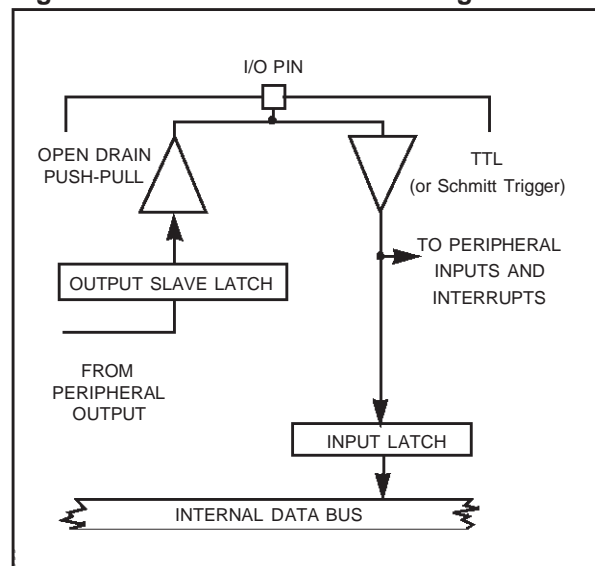 I/O PIN
OPEN DRAIN
PUSH-PULL
TTL
(or Schmitt Trigger)
TO PERIPHERAL
INPUTS AND
INTERRUPTS
OUTPUT SLAVE LATCH
FROM
PERIPHERAL
OUTPUT
INPUT LATCH
INTERNAL DATA BUS